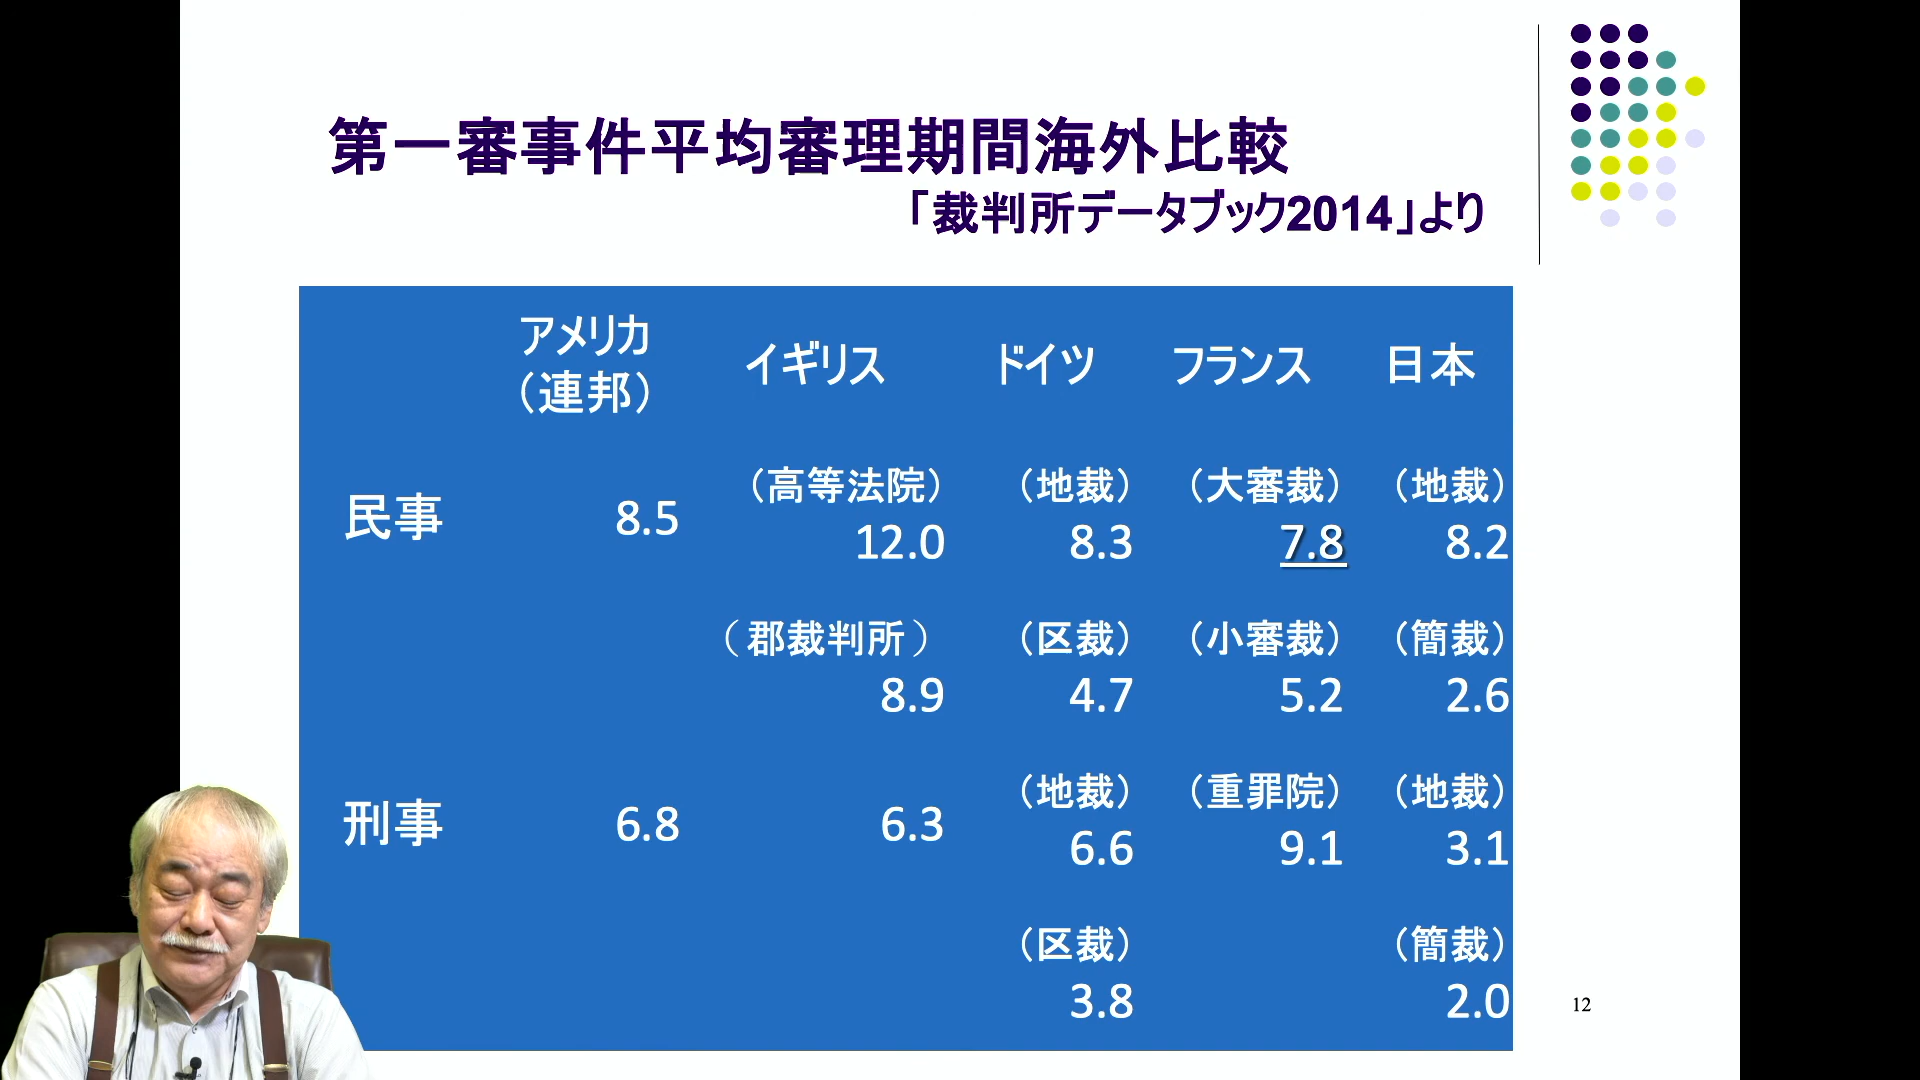 第一審事件平均審理期間海外比較
「裁判所データブック2014」より
アメリカ
（連邦）
イギリス
ドイツ
フランス
日本
民事
8.5
（高等法院）
12.0
（地裁）
8.3
（大審裁）
7.8
（地裁）
8.2
（郡裁判所）
8.9
（区裁）
4.7
（小審裁）
5.2
（簡裁）
2.6
刑事
6.8
6.3
（地裁）
6.6
（重罪院）
9.1
（地裁）
3.1
（区裁）
3.8
（簡裁）
2.0
12